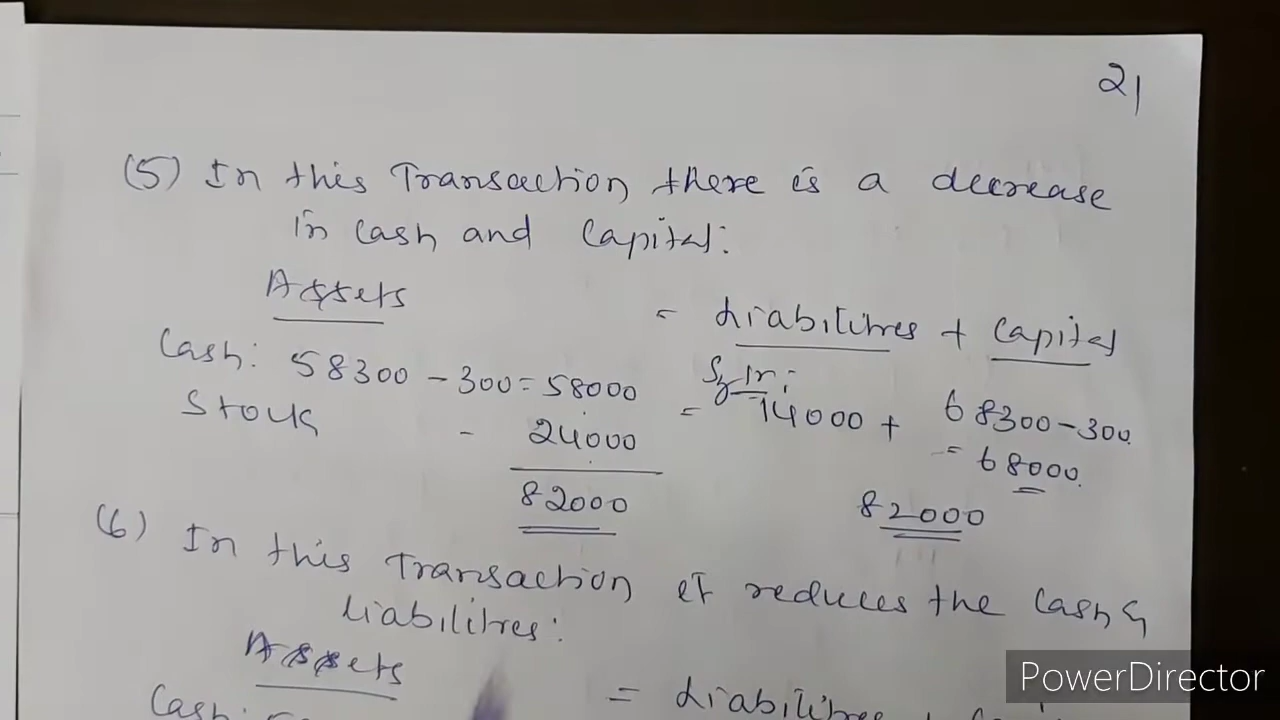 21
(5) In this Transaction there is a decrease
in cash and Capital:
Assets = Liabilities + Capital
Cash: 58300 - 300 = 58000 = 14000 + 68300 - 300
Stock - 24000 = 68000
82000 82000
(6) In this Transaction it reduces the Cash &
liabilities:
Assets = Liabilities +
Cash:
PowerDirector